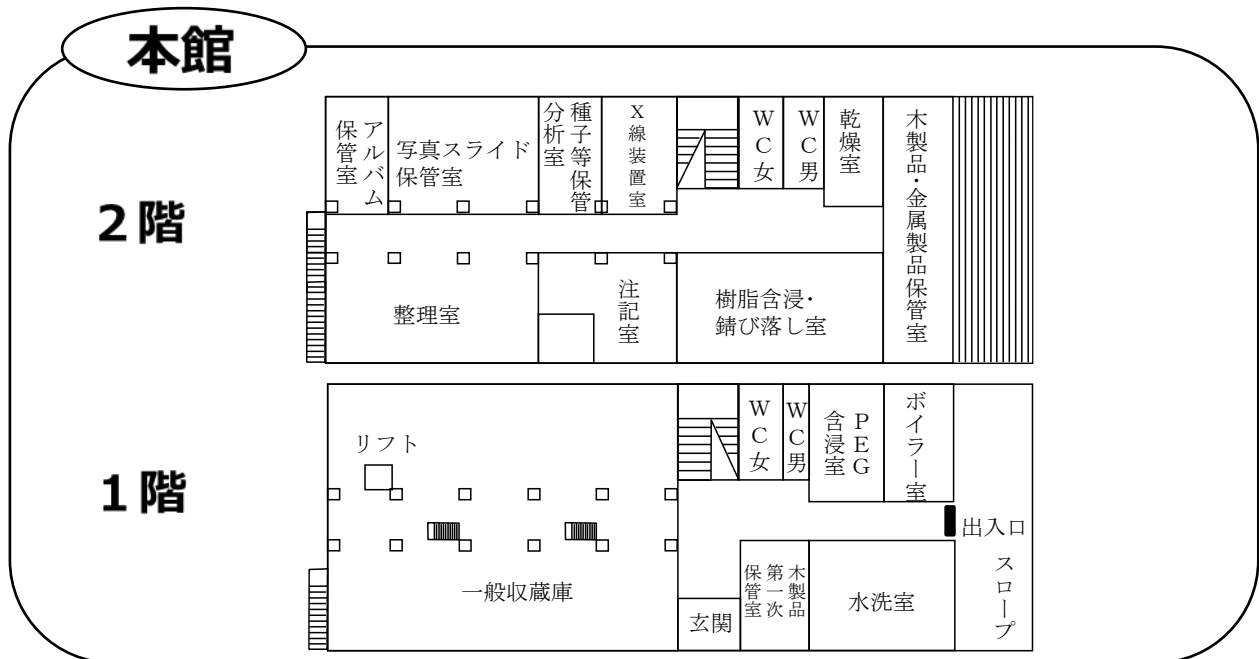 本館
2階
アルバム
保管室
写真スライド
保管室
種子等保管
分析室
X線装置室
WC女
WC男
乾燥室
木製品・金属製品保管室
整理室
注記室
樹脂含浸・
錆び落し室
1階
リフト
WC女
WC男
PEG
含浸室
ボイラー室
出入口
スロープ
一般収蔵庫
玄関
木製品
第一次
保管室
水洗室